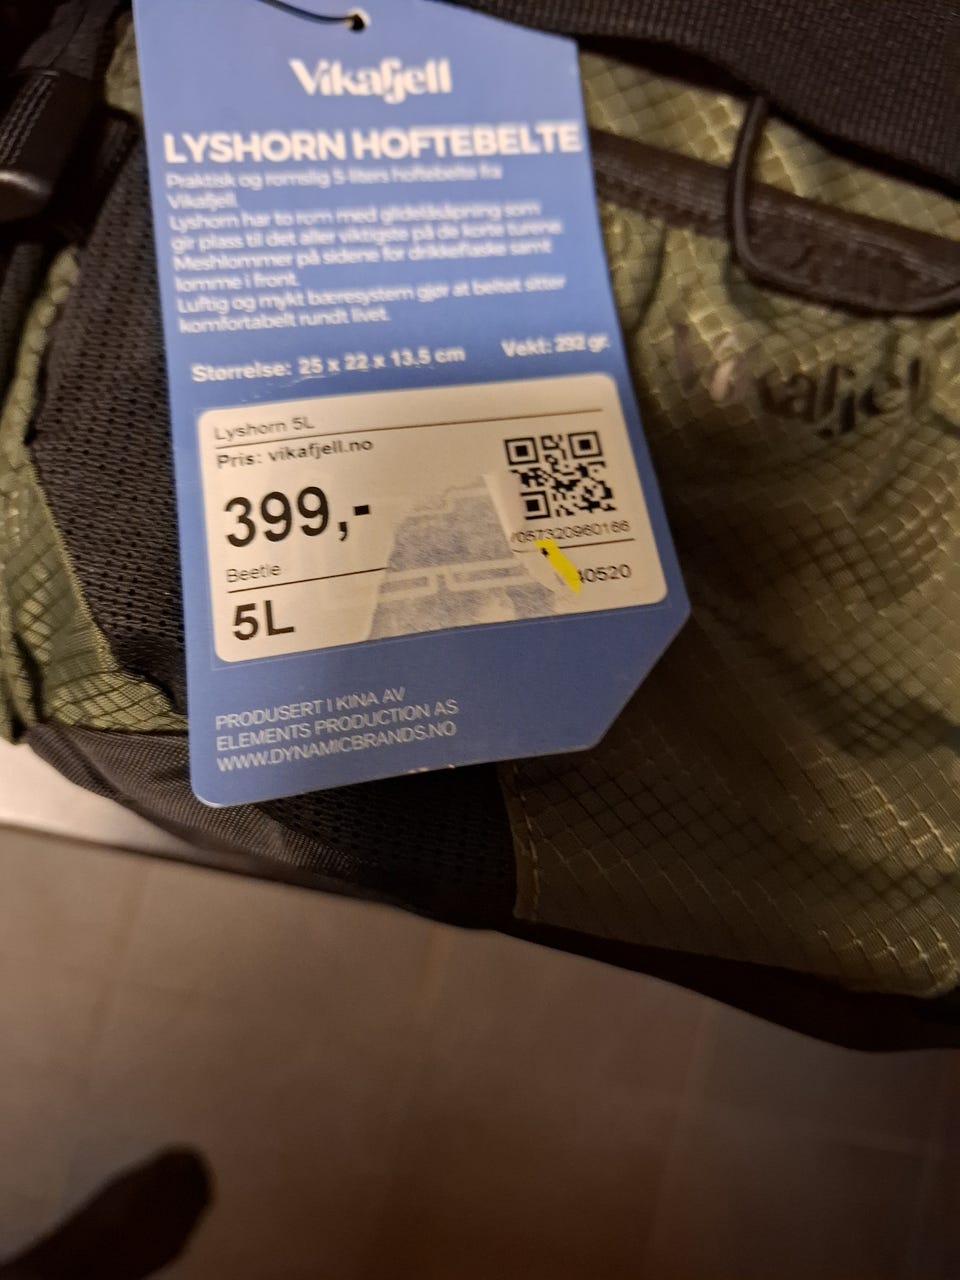 Vikafjell
LYSHORN HOFTEBELTE
Praktisk og romslig 5-liters hoftebelte fra
Vikafjell.
Lyshorn har to rom med glidelåsåpning som
gir plass til det aller viktigste på de korte turene.
Meshlommer på sidene for drikkeflaske samt
lomme i front.
Luftig og mykt bæresystem gjør at beltet sitter
komfortabelt rundt livet.
Størrelse: 25 x 22 x 13,5 cm Vekt: 292 gr.
Lyshorn 5L
Pris: vikafjell.no
399,-
057320960166
Beetle
40520
5L
PRODUSERT I KINA AV
ELEMENTS PRODUCTION AS
WWW.DYNAMICBRANDS.NO
Vikafjell